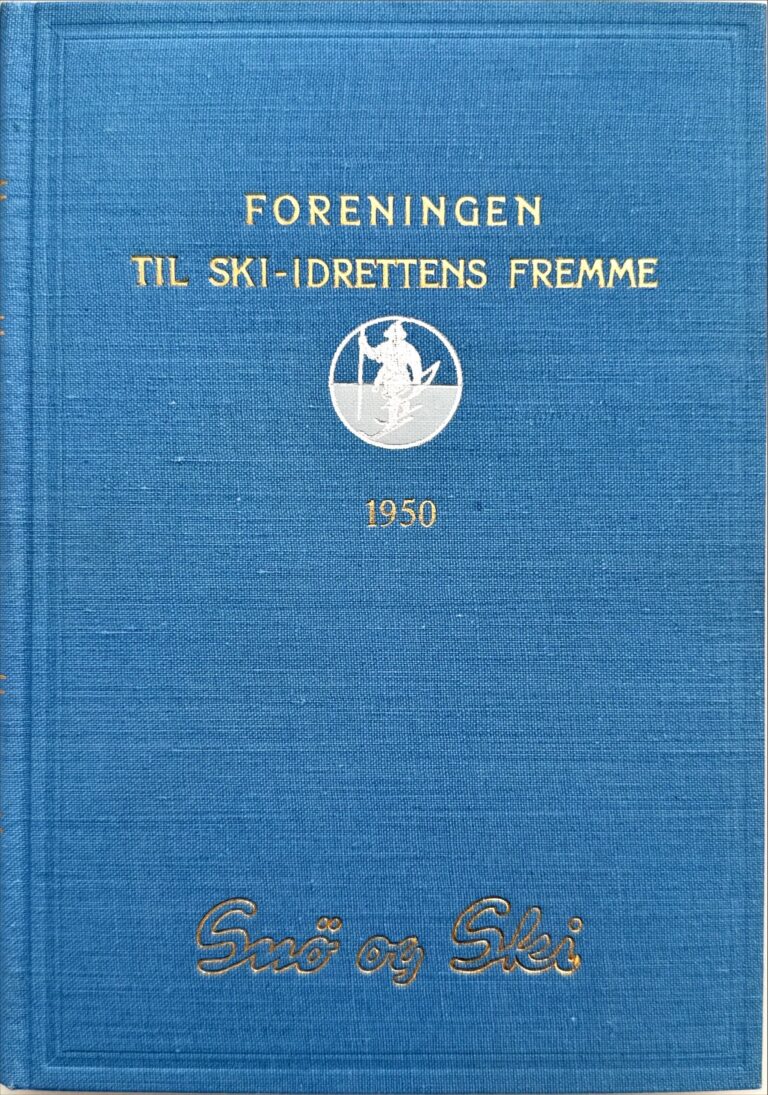 FORENINGEN
TIL SKI-IDRETTENS FREMME
1950
Snö og Ski